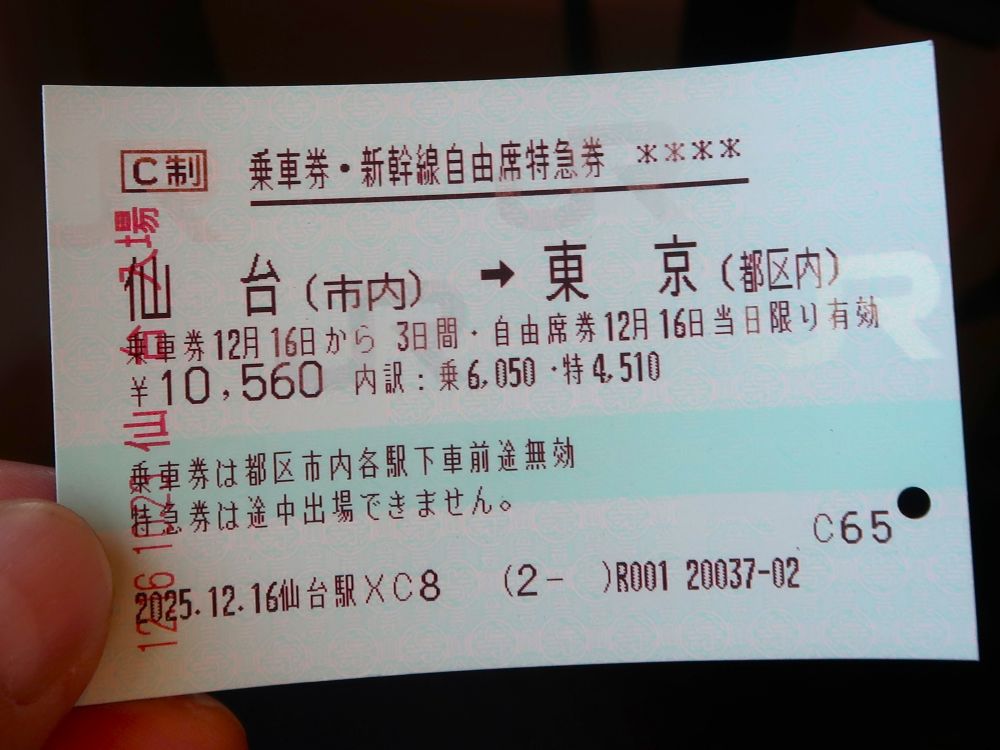 C制 乗車券・新幹線自由席特急券 ****
仙台(市内) ➡ 東京(都区内)
乗車券12月16日から 3日間・自由席券12月16日当日限り有効
¥10,560 内訳:乗6,050・特4,510
乗車券は都区市内各駅下車前途無効
特急券は途中出場できません。
C65
2025.12.16仙台駅XC8 (2- )R001 20037-02
仙台入場
JR